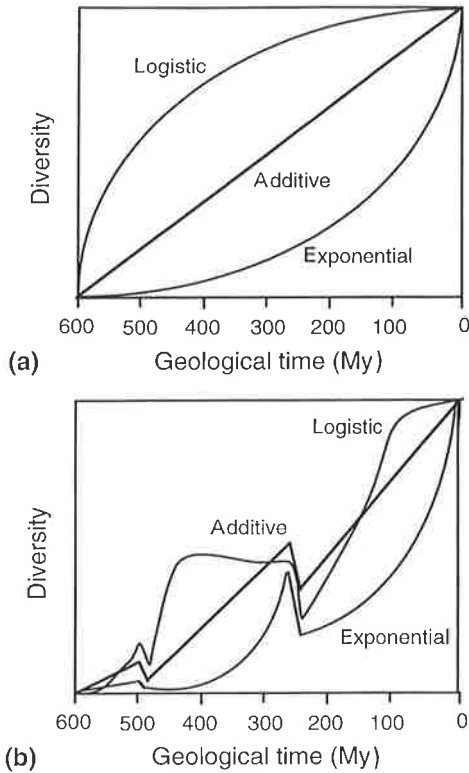 Logistic
Additive
Exponential
Diversity
600 500 400 300 200 100 0
(a) Geological time (My)
Logistic
Additive
Exponential
Diversity
600 500 400 300 200 100 0
(b) Geological time (My)